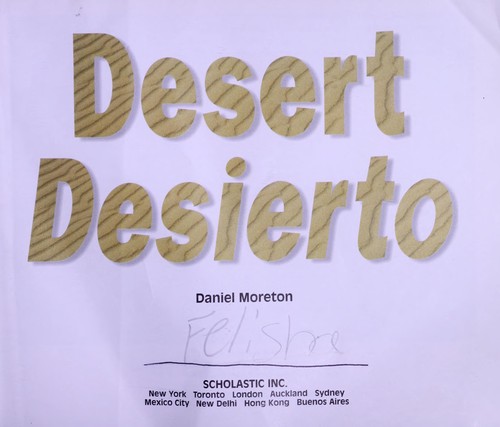 Desert
Desierto
Daniel Moreton
SCHOLASTIC INC.
New York Toronto London Auckland Sydney
Mexico City New Delhi Hong Kong Buenos Aires